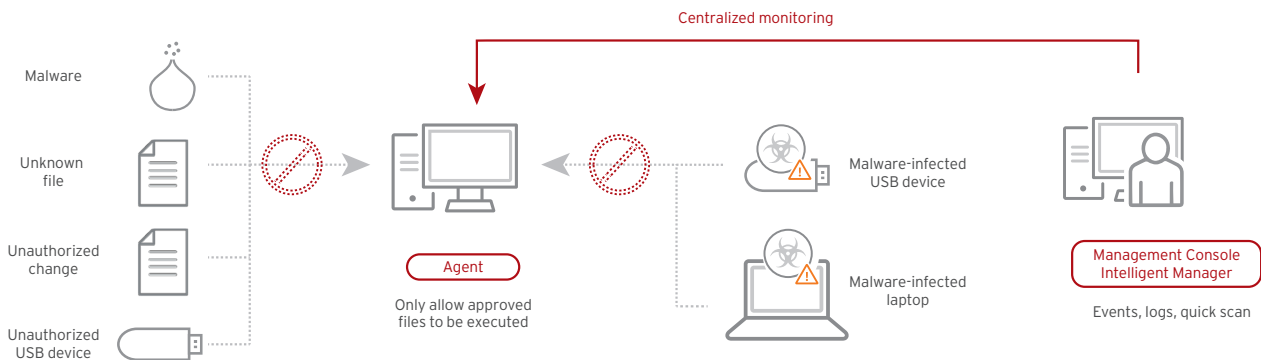 Centralized monitoring
Malware
Unknown
file
Unauthorized
change
Unauthorized
USB device
Agent
Only allow approved
files to be executed
Malware-infected
USB device
Malware-infected
laptop
Management Console
Intelligent Manager
Events, logs, quick scan